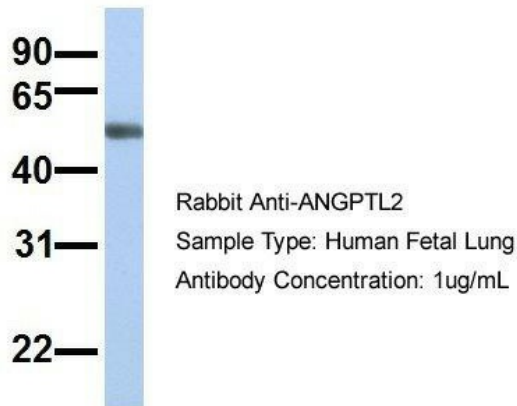 90
65
40
31
22
Rabbit Anti-ANGPTL2
Sample Type: Human Fetal Lung
Antibody Concentration: 1ug/mL